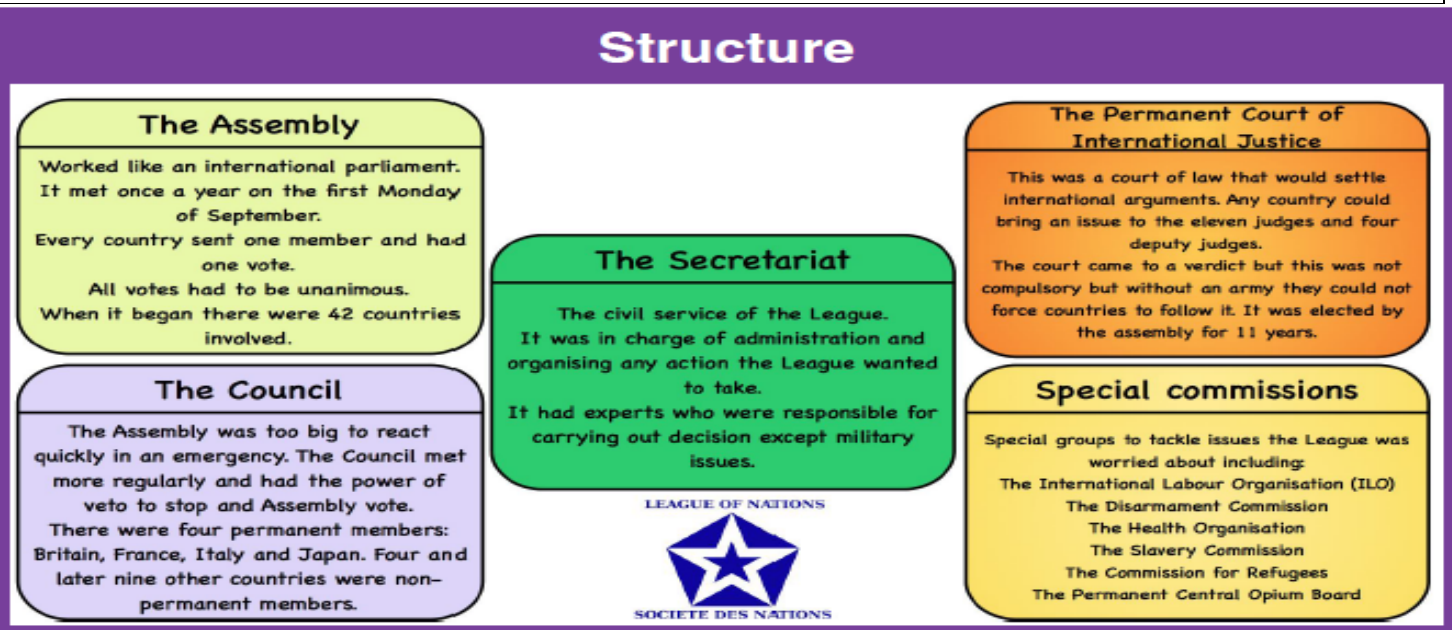 Structure
The Assembly
Worked like an international parliament.
It met once a year on the first Monday
of September.
Every country sent one member and had
one vote.
All votes had to be unanimous.
When it began there were 42 countries
involved.
The Council
The Assembly was too big to react
quickly in an emergency. The Council met
more regularly and had the power of
veto to stop and Assembly vote.
There were four permanent members:
Britain, France, Italy and Japan. Four and
later nine other countries were non-
permanent members.
The Secretariat
The civil service of the League.
It was in charge of administration and
organising any action the League wanted
to take.
It had experts who were responsible for
carrying out decision except military
issues.
LEAGUE OF NATIONS
SOCIETE DES NATIONS
The Permanent Court of
International Justice
This was a court of law that would settle
international arguments. Any country could
bring an issue to the eleven judges and four
deputy judges.
The court came to a verdict but this was not
compulsory but without an army they could not
force countries to follow it. It was elected by
the assembly for 11 years.
Special commissions
Special groups to tackle issues the League was
worried about including:
The International Labour Organisation (ILO)
The Disarmament Commission
The Health Organisation
The Slavery Commission
The Commission for Refugees
The Permanent Central Opium Board